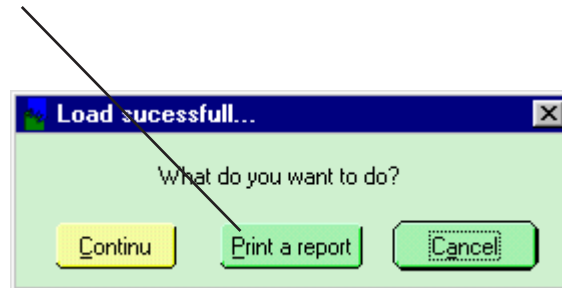 Load sucessfull...
What do you want to do?
Continu Print a report Cancel